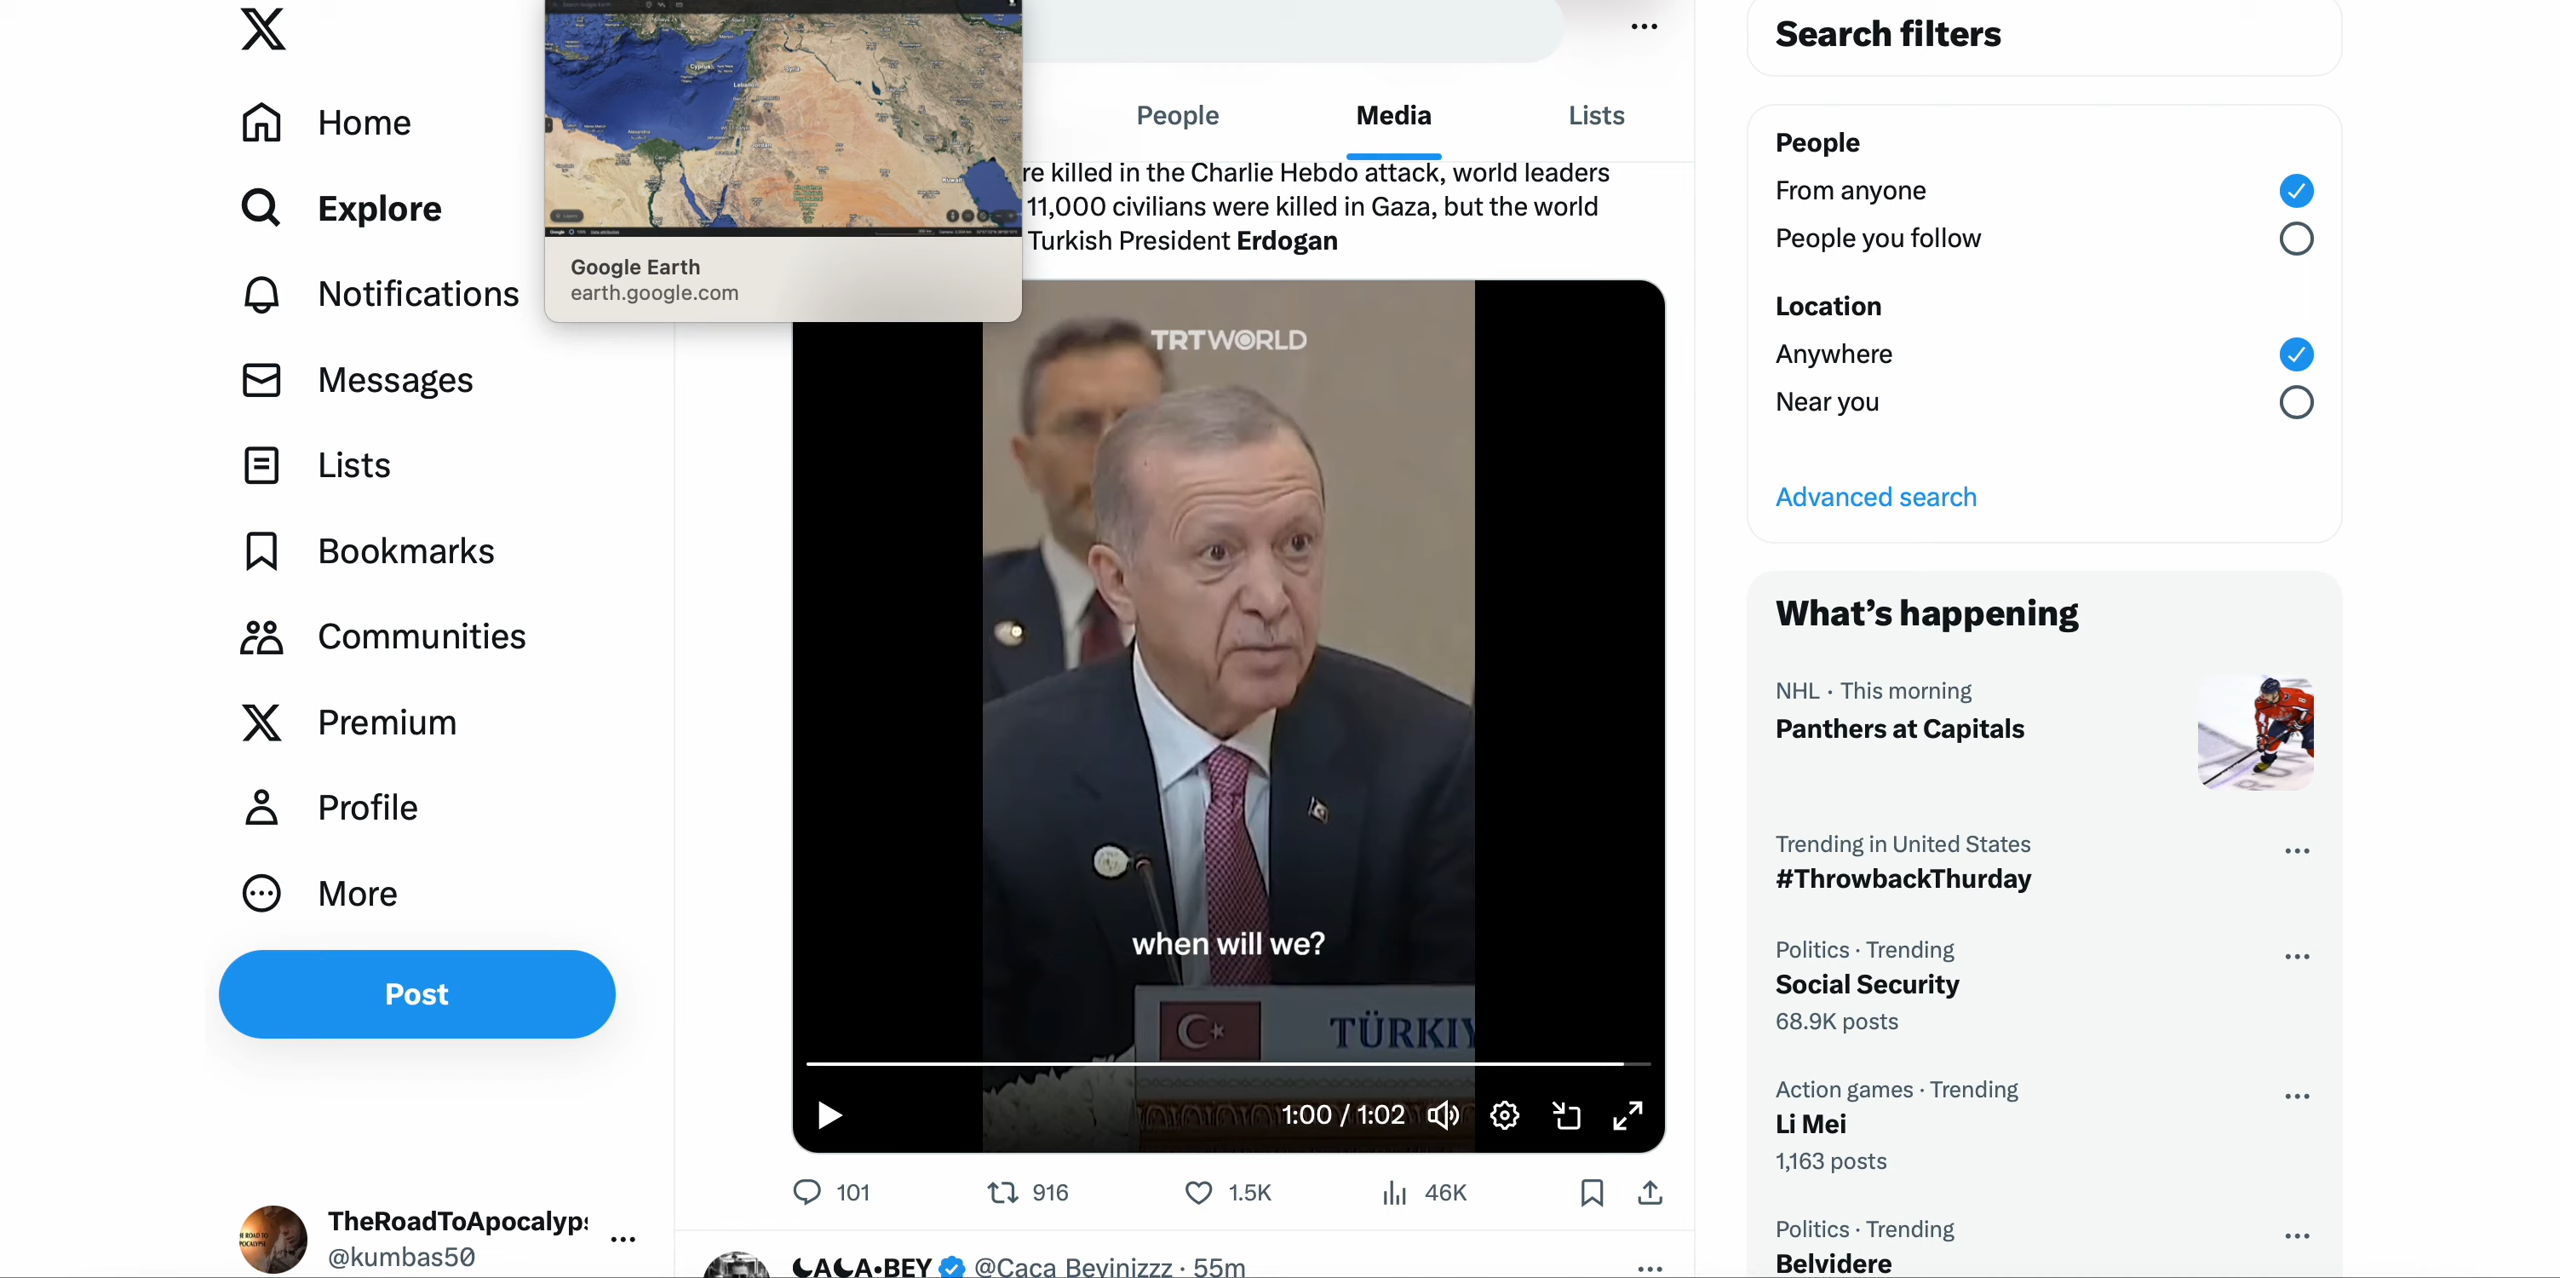 Home
Explore
Notifications
Messages
Lists
Bookmarks
Communities
Premium
Profile
More
Post
TheRoadToApocalyp
@kumbas50
Google Earth
earth.google.com
People
Media
Lists
re killed in the Charlie Hebdo attack, world leaders
11,000 civilians were killed in Gaza, but the world
Turkish President Erdogan
TRT WORLD
when will we?
TÜRKIY
1:00 / 1:02
101
916
1.5K
46K
@Caca_Beyinizzz · 55m
Search filters
People
From anyone
People you follow
Location
Anywhere
Near you
Advanced search
What's happening
NHL · This morning
Panthers at Capitals
Trending in United States
#ThrowbackThurday
Politics · Trending
Social Security
68.9K posts
Action games · Trending
Li Mei
1,163 posts
Politics · Trending
Belvidere